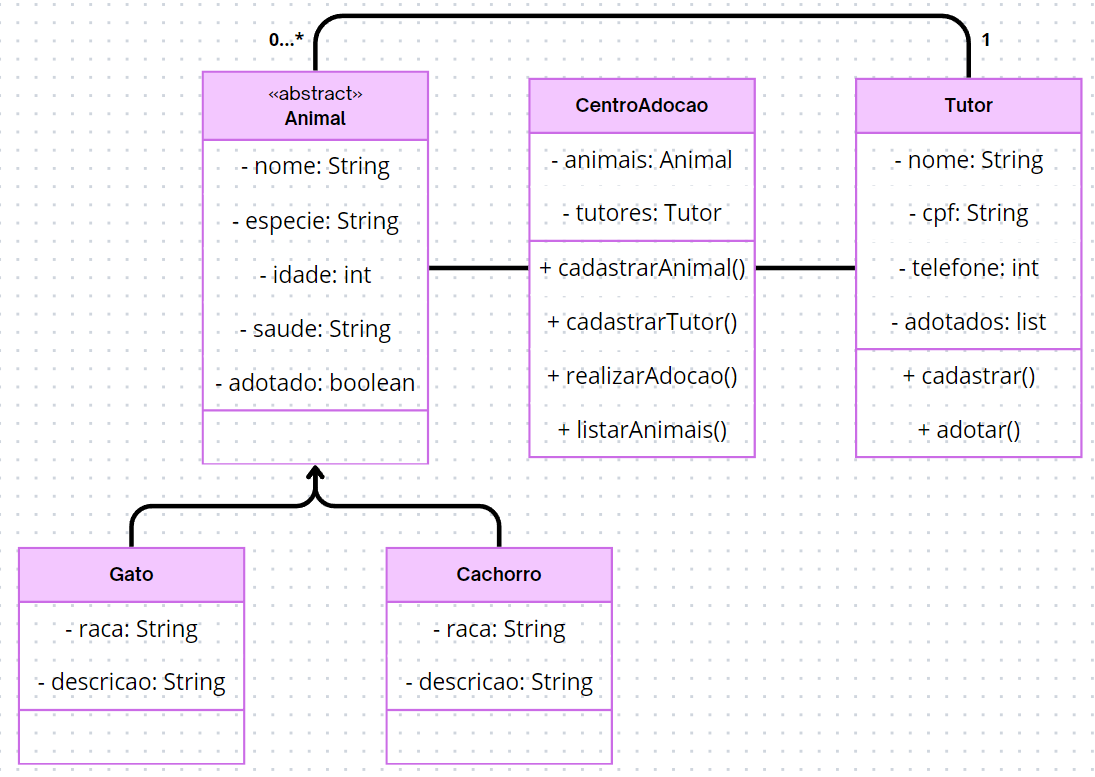 0...*
1
«abstract»
Animal
- nome: String
- especie: String
- idade: int
- saude: String
- adotado: boolean
CentroAdocao
- animais: Animal
- tutores: Tutor
+ cadastrarAnimal()
+ cadastrarTutor()
+ realizarAdocao()
+ listarAnimais()
Tutor
- nome: String
- cpf: String
- telefone: int
- adotados: list
+ cadastrar()
+ adotar()
Gato
- raca: String
- descricao: String
Cachorro
- raca: String
- descricao: String